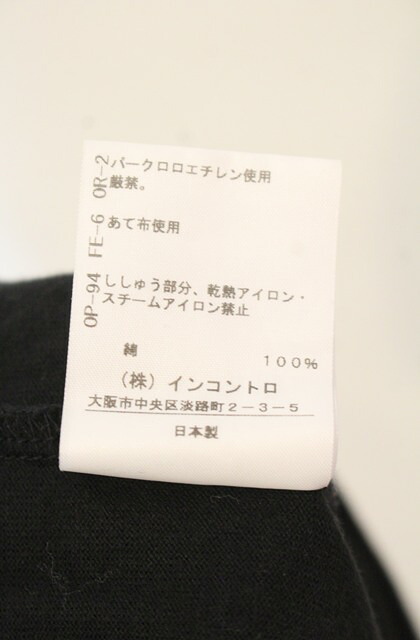 パークロロエチレン使用
厳禁。
あて布使用
ししゅう部分、乾熱アイロン・
スチームアイロン禁止
綿 100%
(株)インコントロ
大阪市中央区淡路町2-3-5
日本製
OP-94 FE-6 OR-2